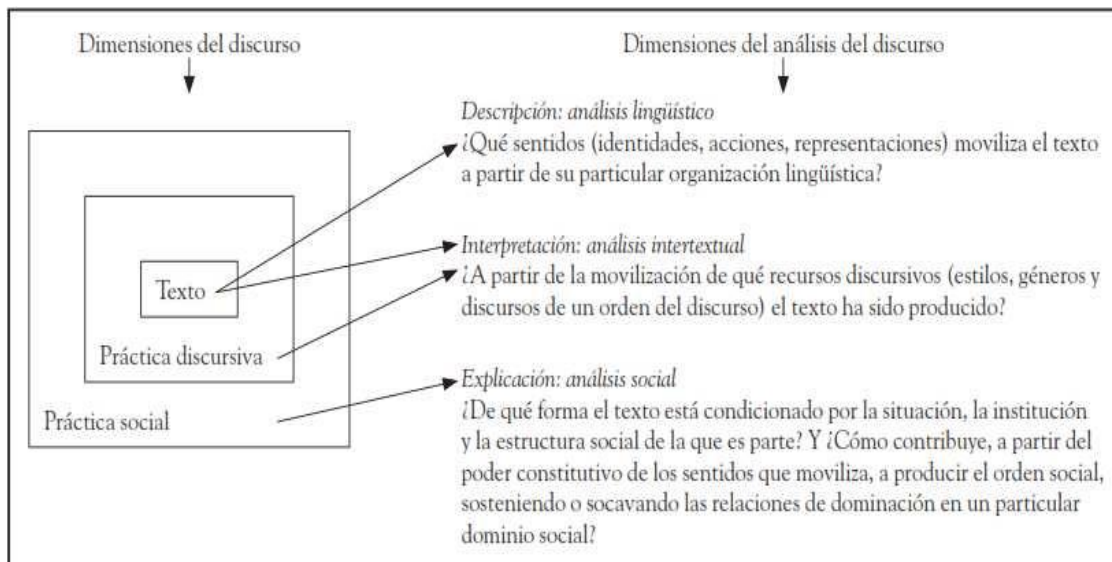 Dimensiones del discurso
Dimensiones del análisis del discurso
Texto
Práctica discursiva
Práctica social
Descripción: análisis lingüístico
¿Qué sentidos (identidades, acciones, representaciones) moviliza el texto
a partir de su particular organización lingüística?
Interpretación: análisis intertextual
¿A partir de la movilización de qué recursos discursivos (estilos, géneros y
discursos de un orden del discurso) el texto ha sido producido?
Explicación: análisis social
¿De qué forma el texto está condicionado por la situación, la institución
y la estructura social de la que es parte? Y ¿Cómo contribuye, a partir del
poder constitutivo de los sentidos que moviliza, a producir el orden social,
sosteniendo o socavando las relaciones de dominación en un particular
dominio social?